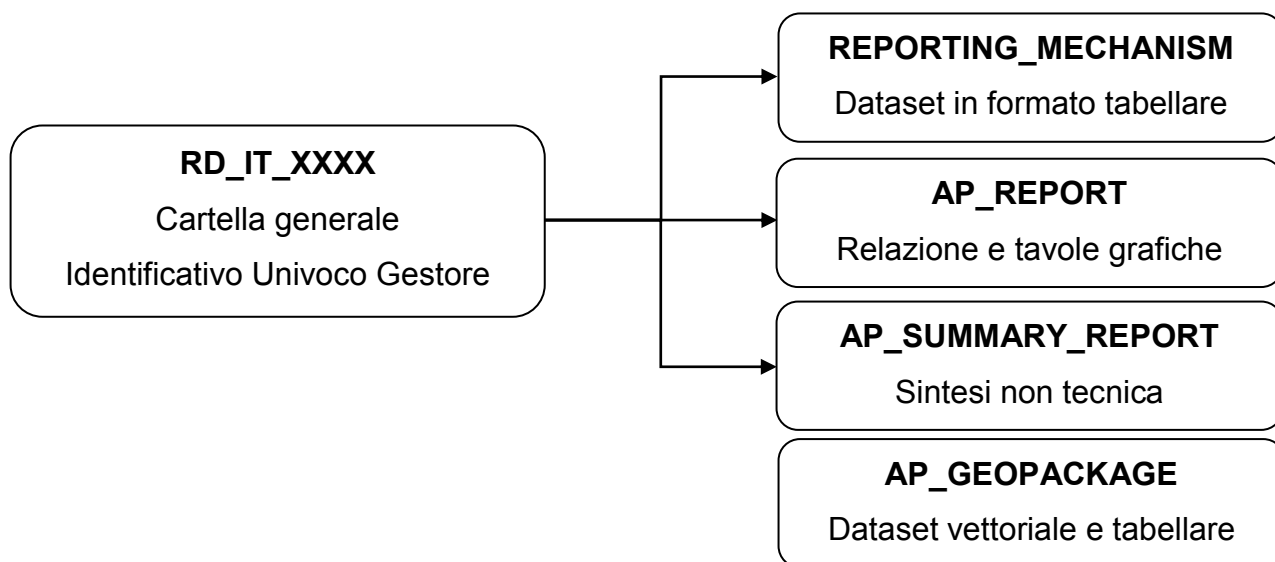 RD_IT_XXXX
Cartella generale
Identificativo Univoco Gestore
REPORTING_MECHANISM
Dataset in formato tabellare
AP_REPORT
Relazione e tavole grafiche
AP_SUMMARY_REPORT
Sintesi non tecnica
AP_GEOPACKAGE
Dataset vettoriale e tabellare